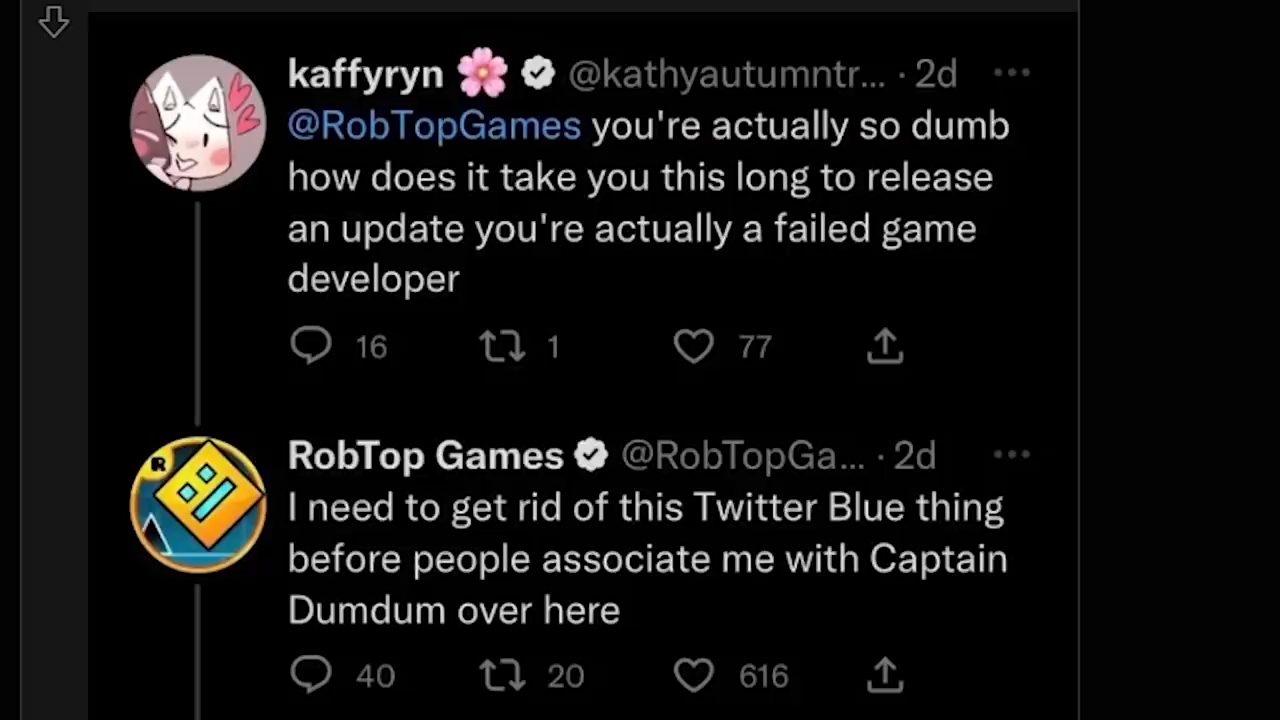 kaffyryn 🌸 @kathyautumntr... · 2d
@RobTopGames you're actually so dumb
how does it take you this long to release
an update you're actually a failed game
developer
16 1 77
RobTop Games @RobTopGa... · 2d
I need to get rid of this Twitter Blue thing
before people associate me with Captain
Dumdum over here
40 20 616